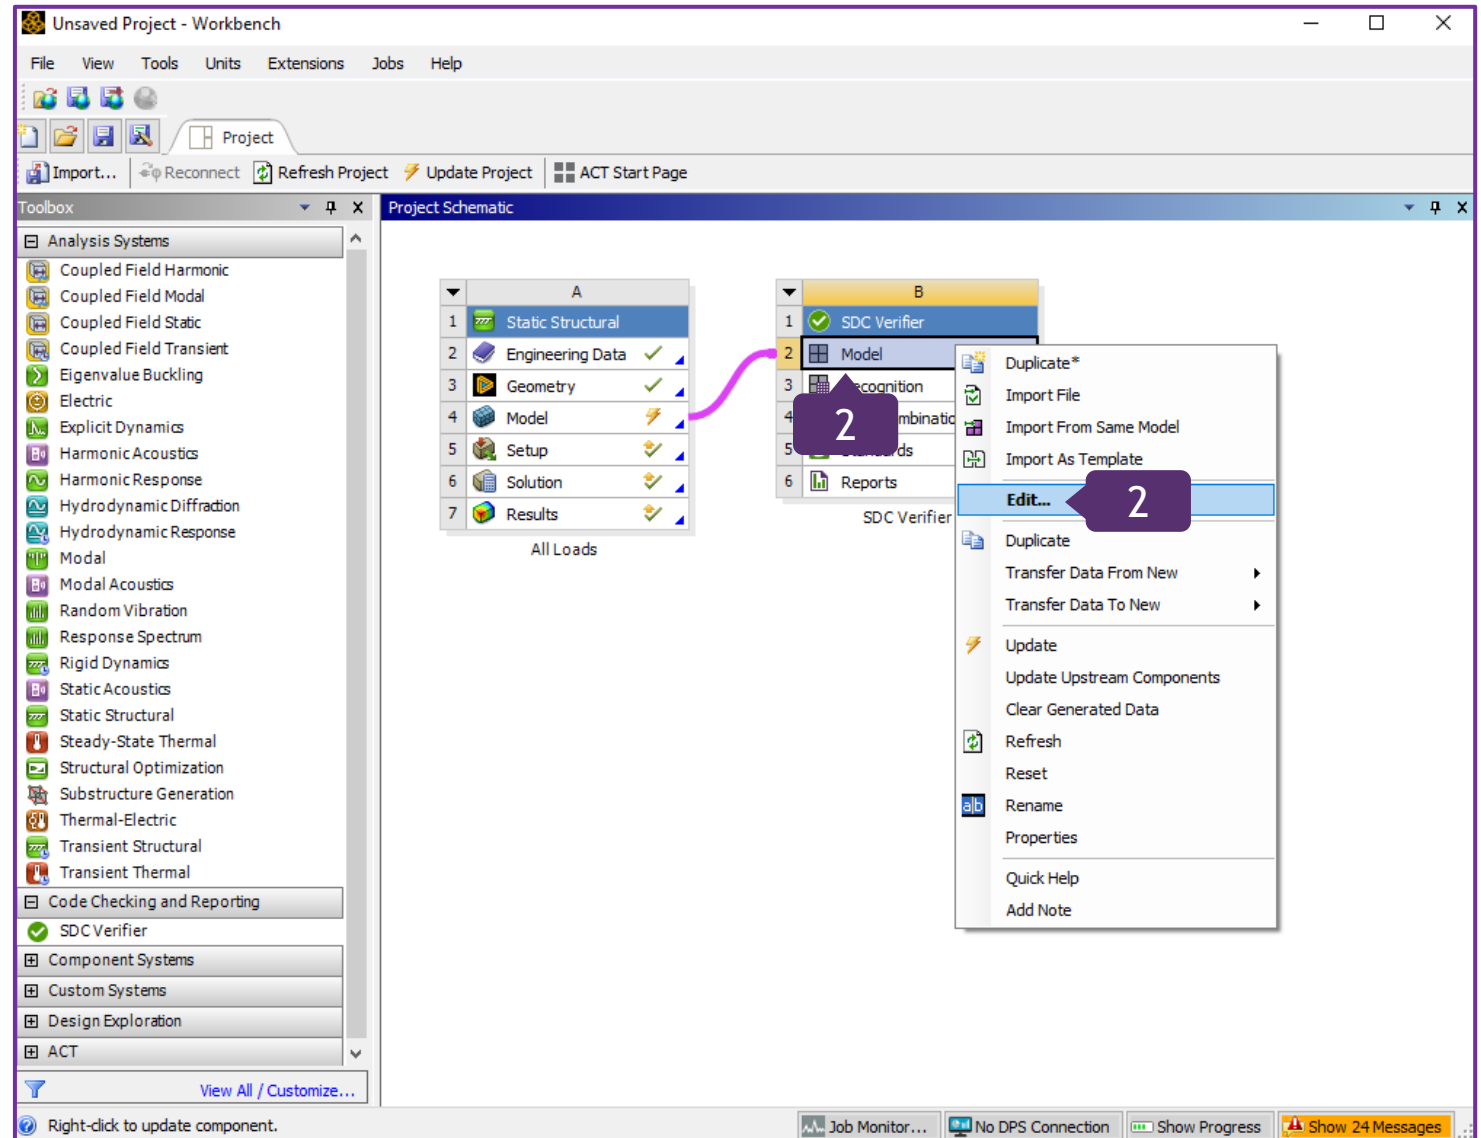 Unsaved Project - Workbench
File View Tools Units Extensions Jobs Help
Project
Import... Reconnect Refresh Project Update Project ACT Start Page
Toolbox
Analysis Systems
Coupled Field Harmonic
Coupled Field Modal
Coupled Field Static
Coupled Field Transient
Eigenvalue Buckling
Electric
Explicit Dynamics
Harmonic Acoustics
Harmonic Response
Hydrodynamic Diffraction
Hydrodynamic Response
Modal
Modal Acoustics
Random Vibration
Response Spectrum
Rigid Dynamics
Static Acoustics
Static Structural
Steady-State Thermal
Structural Optimization
Substructure Generation
Thermal-Electric
Transient Structural
Transient Thermal
Code Checking and Reporting
SDC Verifier
Component Systems
Custom Systems
Design Exploration
ACT
View All / Customize...
Project Schematic
A
1 Static Structural
2 Engineering Data
3 Geometry
4 Model
5 Setup
6 Solution
7 Results
All Loads
B
1 SDC Verifier
2 Model
3
4
5
6 Reports
SDC Verifier
2
Duplicate*
Import File
Import From Same Model
Import As Template
Edit...
2
Duplicate
Transfer Data From New
Transfer Data To New
Update
Update Upstream Components
Clear Generated Data
Refresh
Reset
a|b Rename
Properties
Quick Help
Add Note
Right-click to update component.
Job Monitor... No DPS Connection Show Progress Show 24 Messages